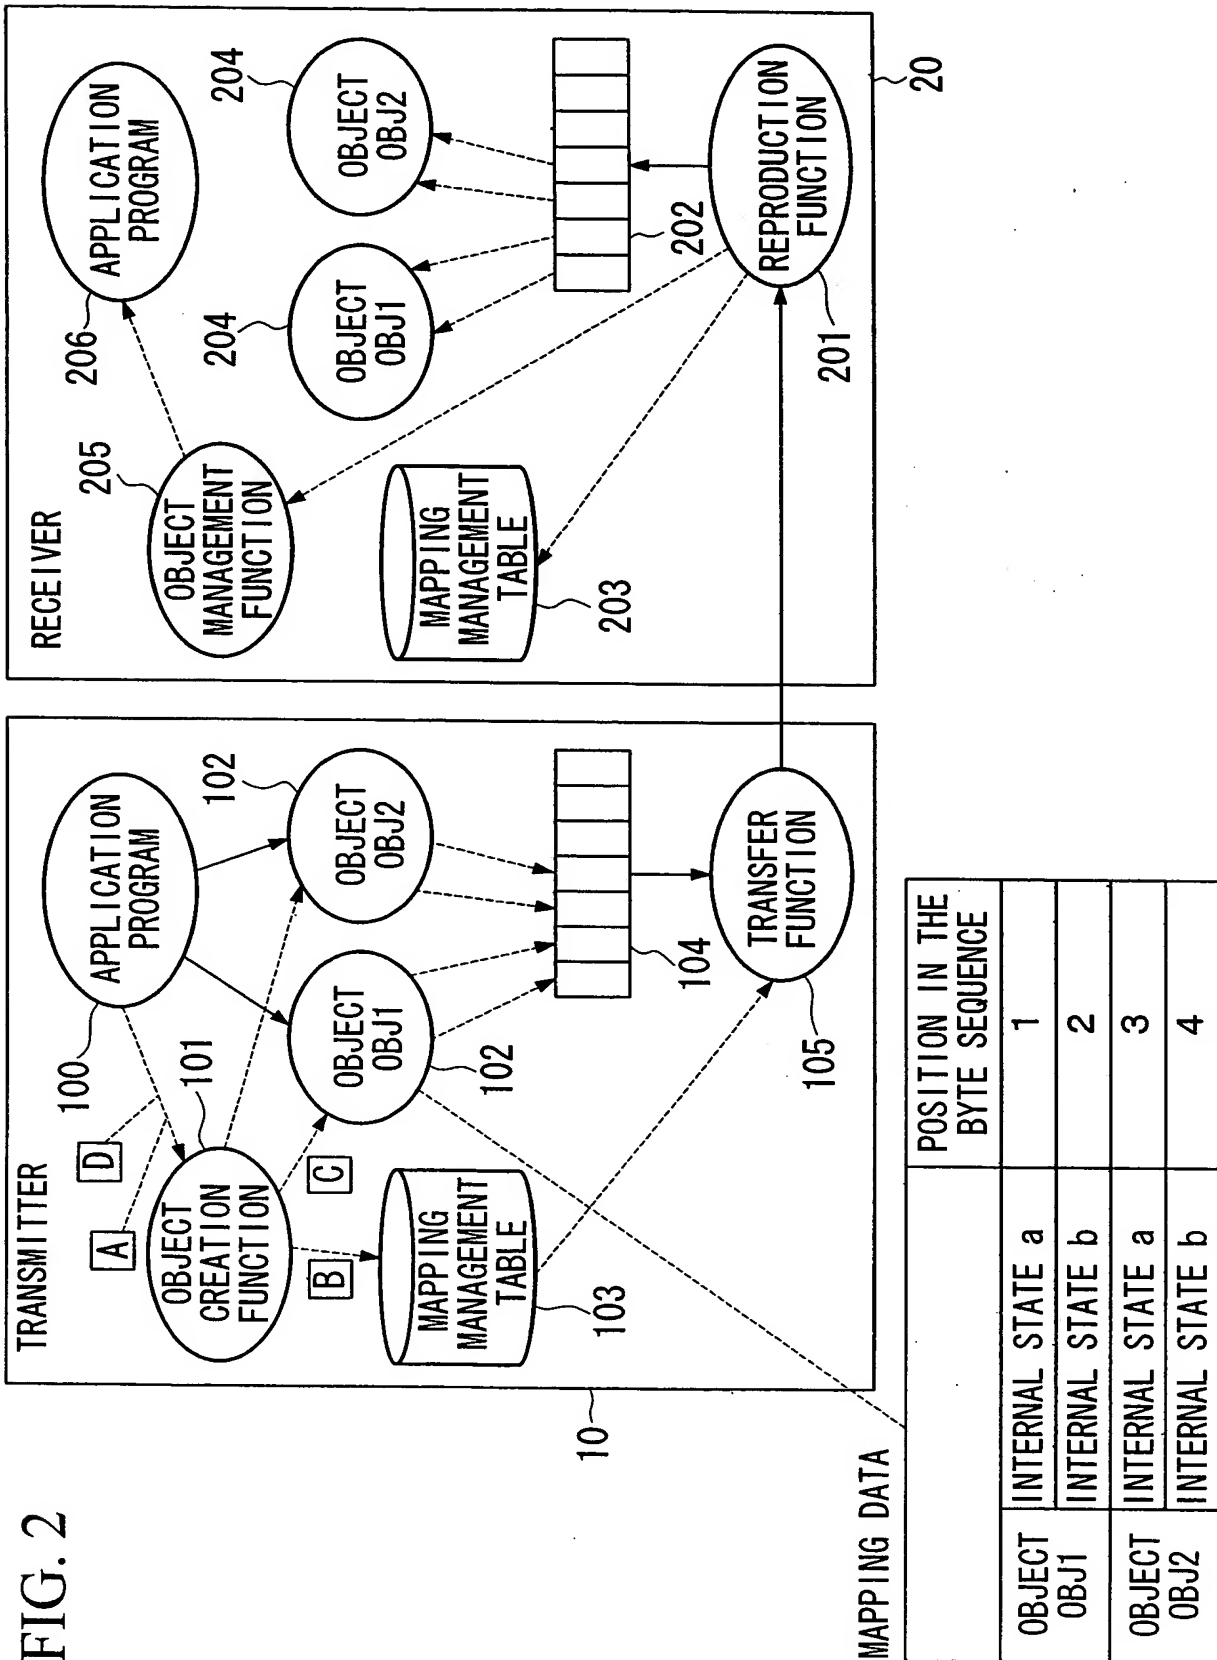 FIG. 2
TRANSMITTER
100
APPLICATION
PROGRAM
D
A
101
OBJECT
CREATION
FUNCTION
B
C
102
OBJECT
OBJ1
102
OBJECT
OBJ2
MAPPING
MANAGEMENT
TABLE
103
104
TRANSFER
FUNCTION
105
10
RECEIVER
205
OBJECT
MANAGEMENT
FUNCTION
206
APPLICATION
PROGRAM
204
OBJECT
OBJ1
204
OBJECT
OBJ2
MAPPING
MANAGEMENT
TABLE
203
202
REPRODUCTION
FUNCTION
201
20
MAPPING DATA
POSITION IN THE
BYTE SEQUENCE
OBJECT
OBJ1
INTERNAL STATE a 1
INTERNAL STATE b 2
OBJECT
OBJ2
INTERNAL STATE a 3
INTERNAL STATE b 4